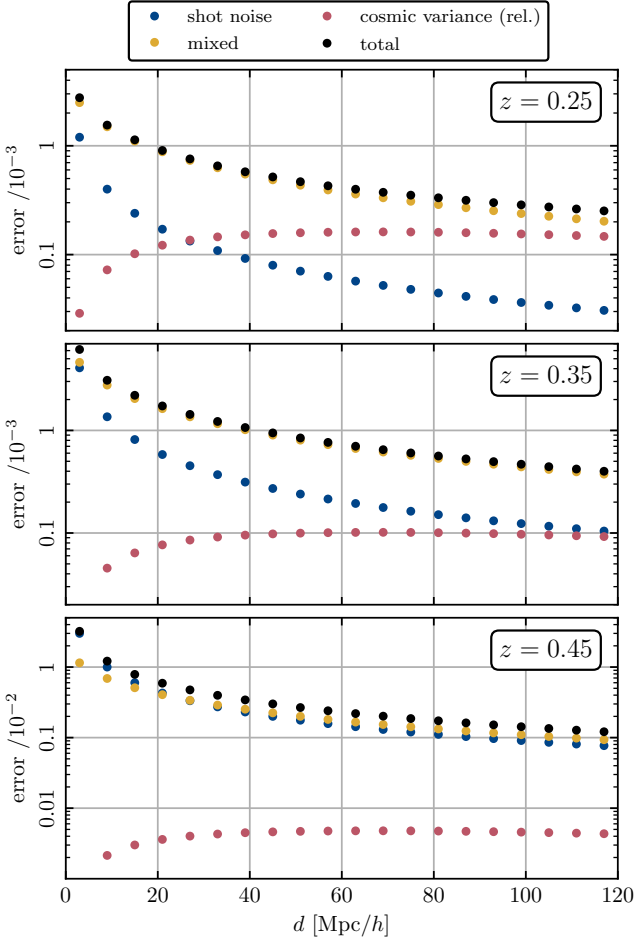 shot noise cosmic variance (rel.)
mixed total
z = 0.25
1
0.1
error /10⁻³
z = 0.35
1
0.1
error /10⁻³
z = 0.45
1
0.1
0.01
error /10⁻²
0 20 40 60 80 100 120
d [Mpc/h]